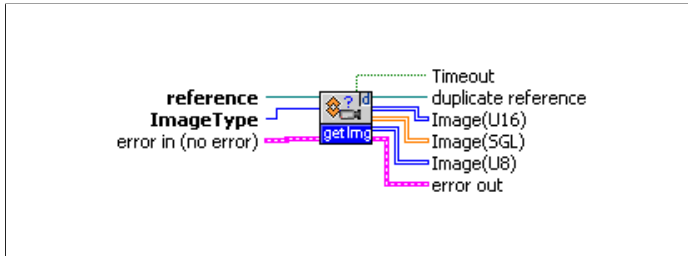 Timeout
reference
duplicate reference
ImageType
Image(U16)
error in (no error)
Image(SGL)
Image(U8)
error out
? d
getImg